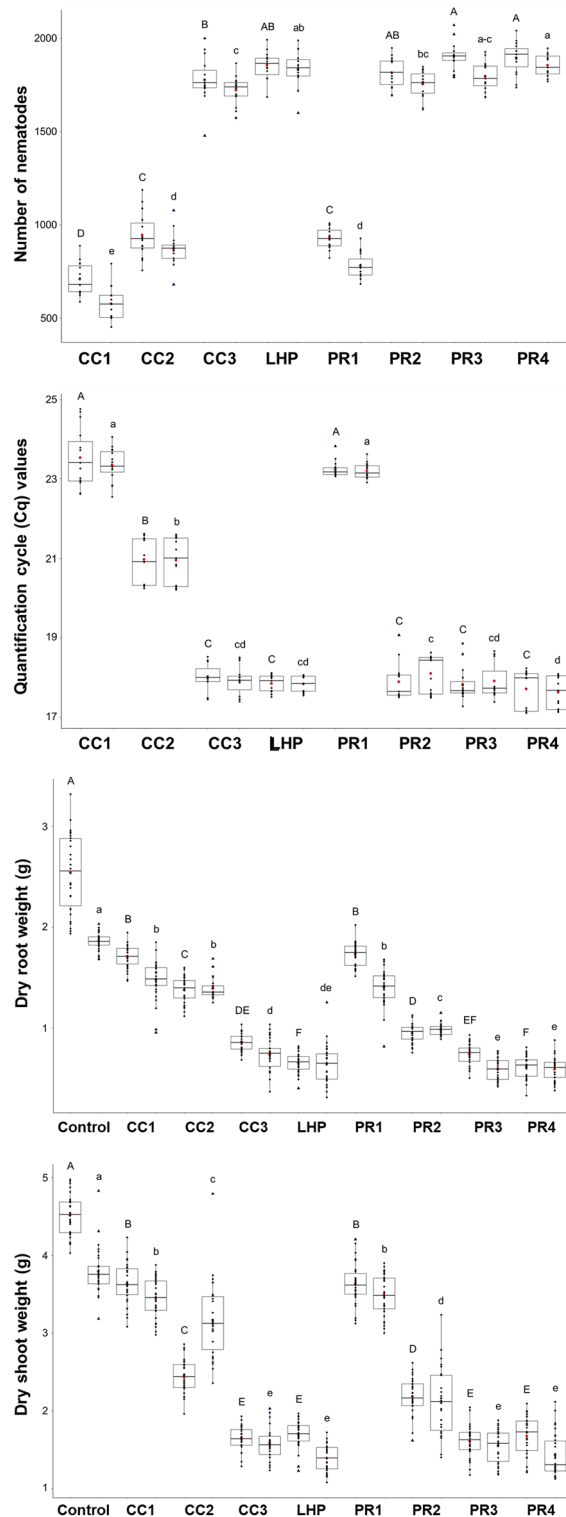 Number of nematodes
2000
1500
1000
500
D
e
C
d
B
c
AB
ab
C
d
AB
bc
A
a-c
A
a
CC1 CC2 CC3 LHP PR1 PR2 PR3 PR4
Quantification cycle (Cq) values
25
23
21
19
17
A
a
B
b
C
cd
C
cd
A
a
C
c
C
cd
C
d
CC1 CC2 CC3 LHP PR1 PR2 PR3 PR4
Dry root weight (g)
3
2
1
A
a
B
b
C
b
DE
d
F
de
B
b
D
c
EF
e
F
e
Control CC1 CC2 CC3 LHP PR1 PR2 PR3 PR4
Dry shoot weight (g)
5
4
3
2
1
A
a
B
b
C
c
E
e
E
e
B
b
D
d
E
e
E
e
Control CC1 CC2 CC3 LHP PR1 PR2 PR3 PR4